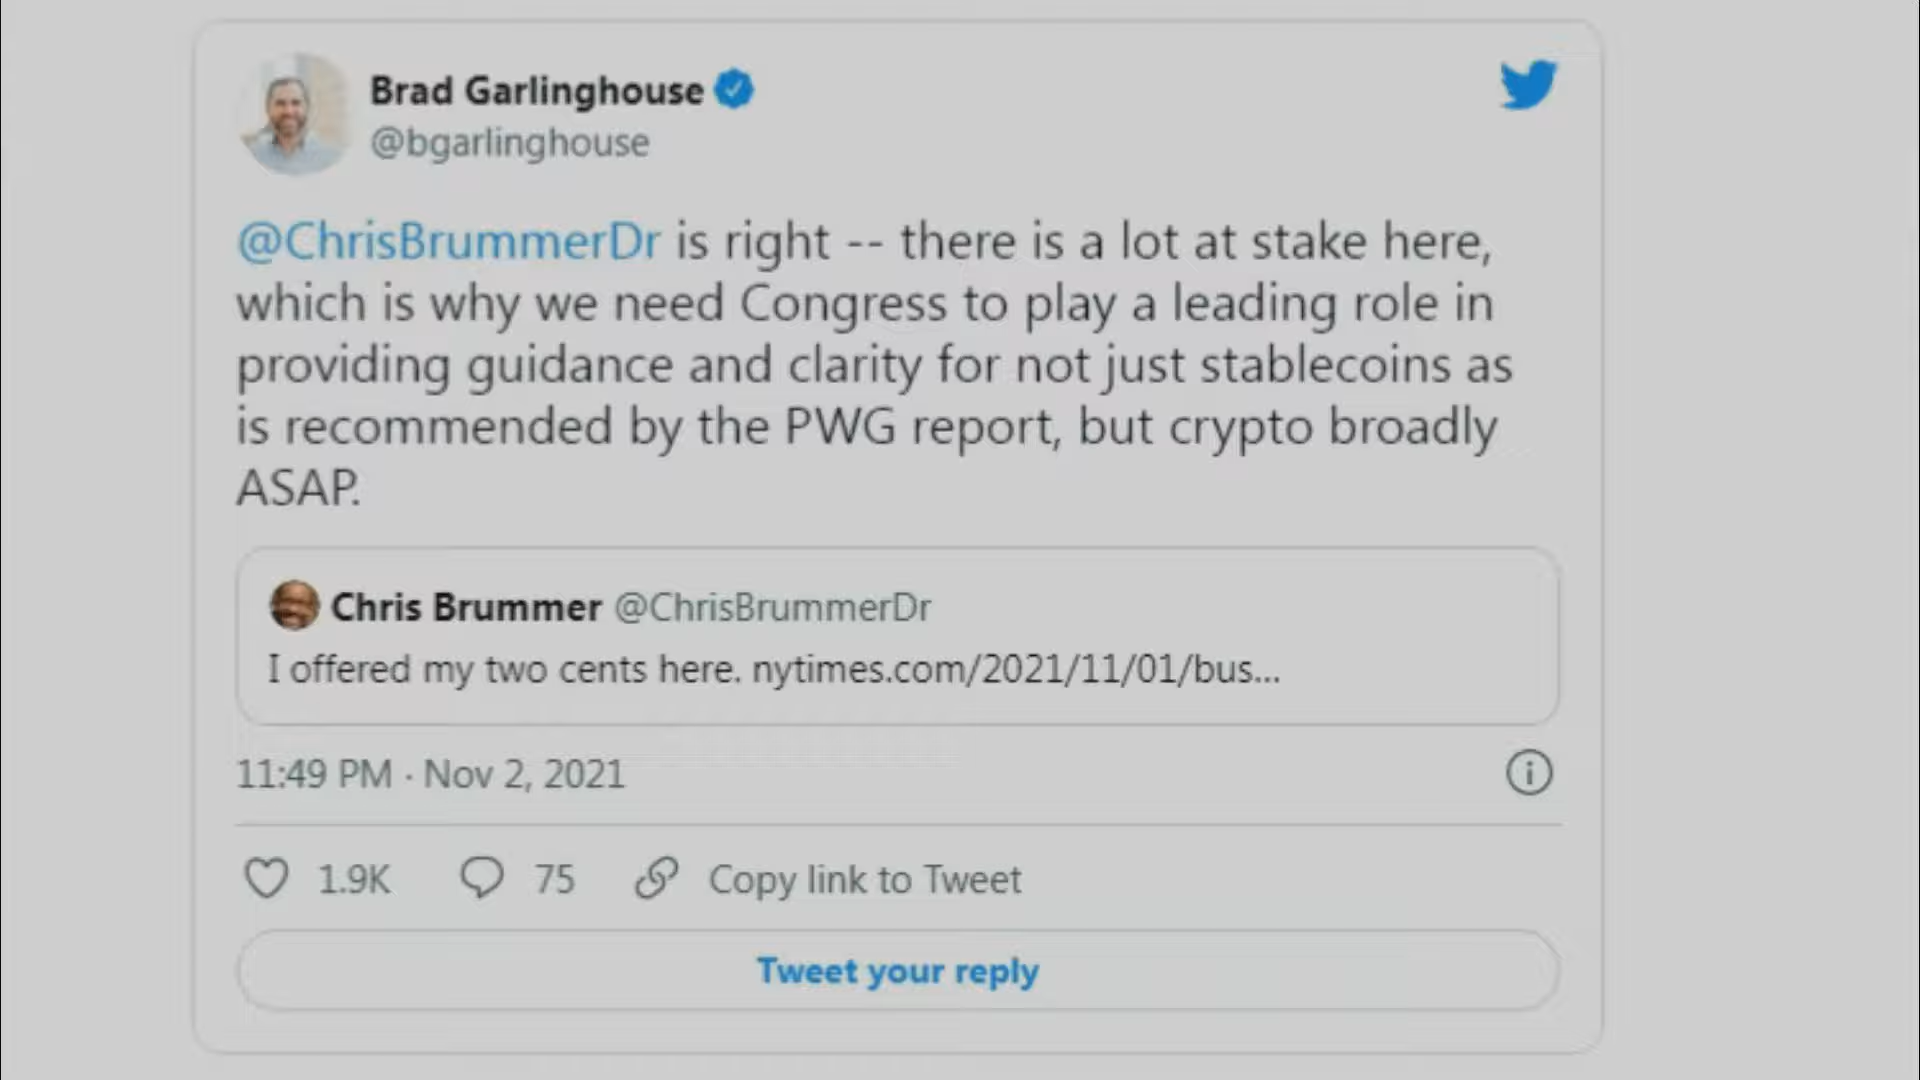 Brad Garlinghouse
@bgarlinghouse
@ChrisBrummerDr is right -- there is a lot at stake here,
which is why we need Congress to play a leading role in
providing guidance and clarity for not just stablecoins as
is recommended by the PWG report, but crypto broadly
ASAP.
Chris Brummer @ChrisBrummerDr
I offered my two cents here. nytimes.com/2021/11/01/bus...
11:49 PM · Nov 2, 2021
1.9K 75 Copy link to Tweet
Tweet your reply